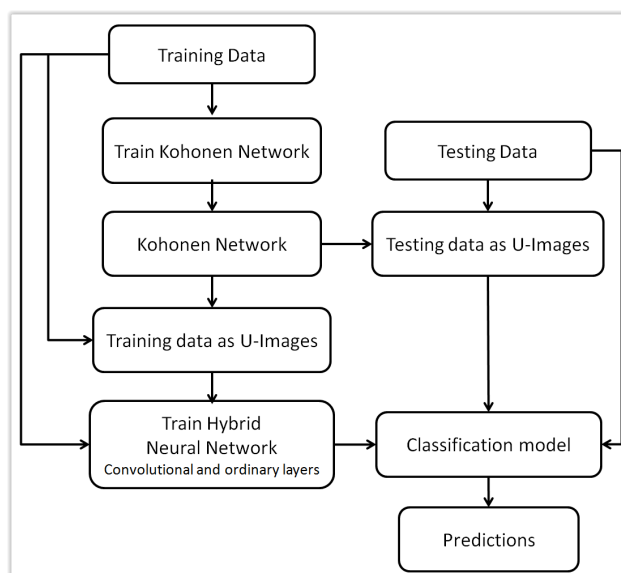 Training Data
Train Kohonen Network
Testing Data
Kohonen Network
Testing data as U-Images
Training data as U-Images
Train Hybrid
Neural Network
Convolutional and ordinary layers
Classification model
Predictions